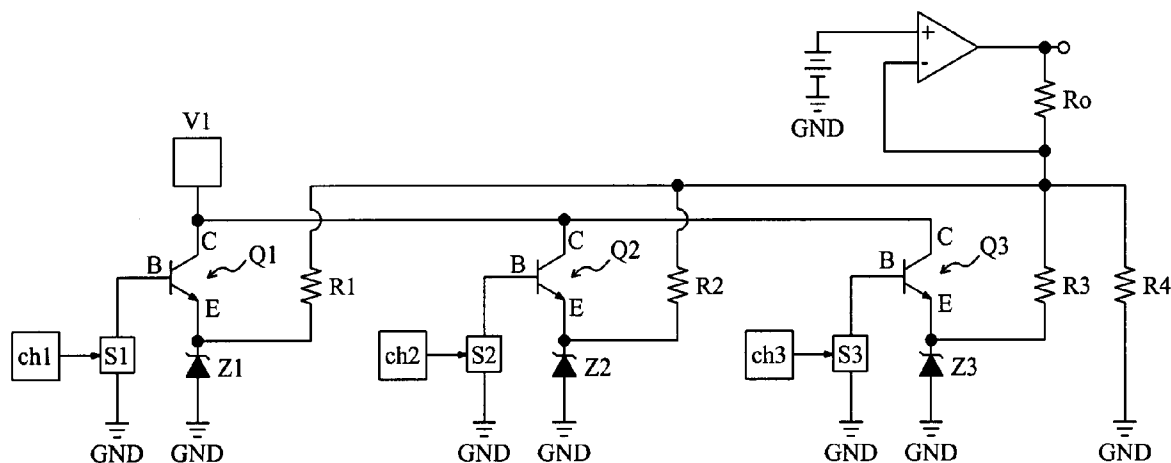 +
-
Ro
GND
V1
C
B
Q1
E
R1
C
B
Q2
E
R2
C
B
Q3
E
R3
R4
ch1
S1
Z1
ch2
S2
Z2
ch3
S3
Z3
GND
GND
GND
GND
GND
GND
GND